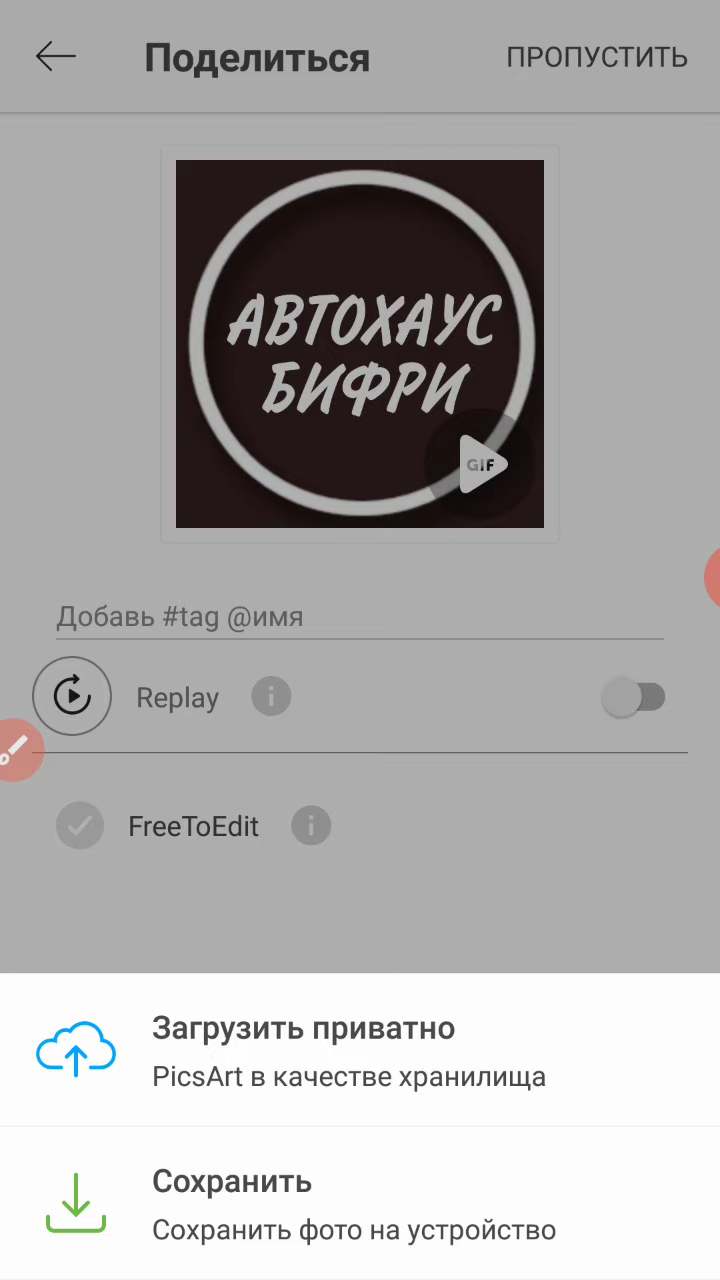 Поделиться
ПРОПУСТИТЬ
АВТОХАУС
БИФРИ
GIF
Добавь #tag @имя
Replay
FreeToEdit
Загрузить приватно
PicsArt в качестве хранилища
Сохранить
Сохранить фото на устройство